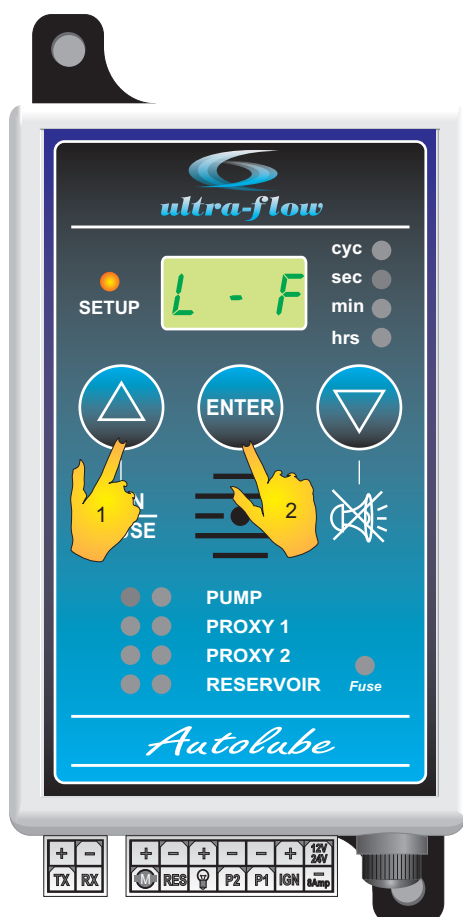 ultra-flow
cyc
sec
min
hrs
SETUP
L - F
ENTER
1
2
PUMP
PROXY 1
PROXY 2
RESERVOIR
Fuse
Autolube
+ - + - + - - + 12V 24V
TX RX M RES P2 P1 IGN - 8Amp